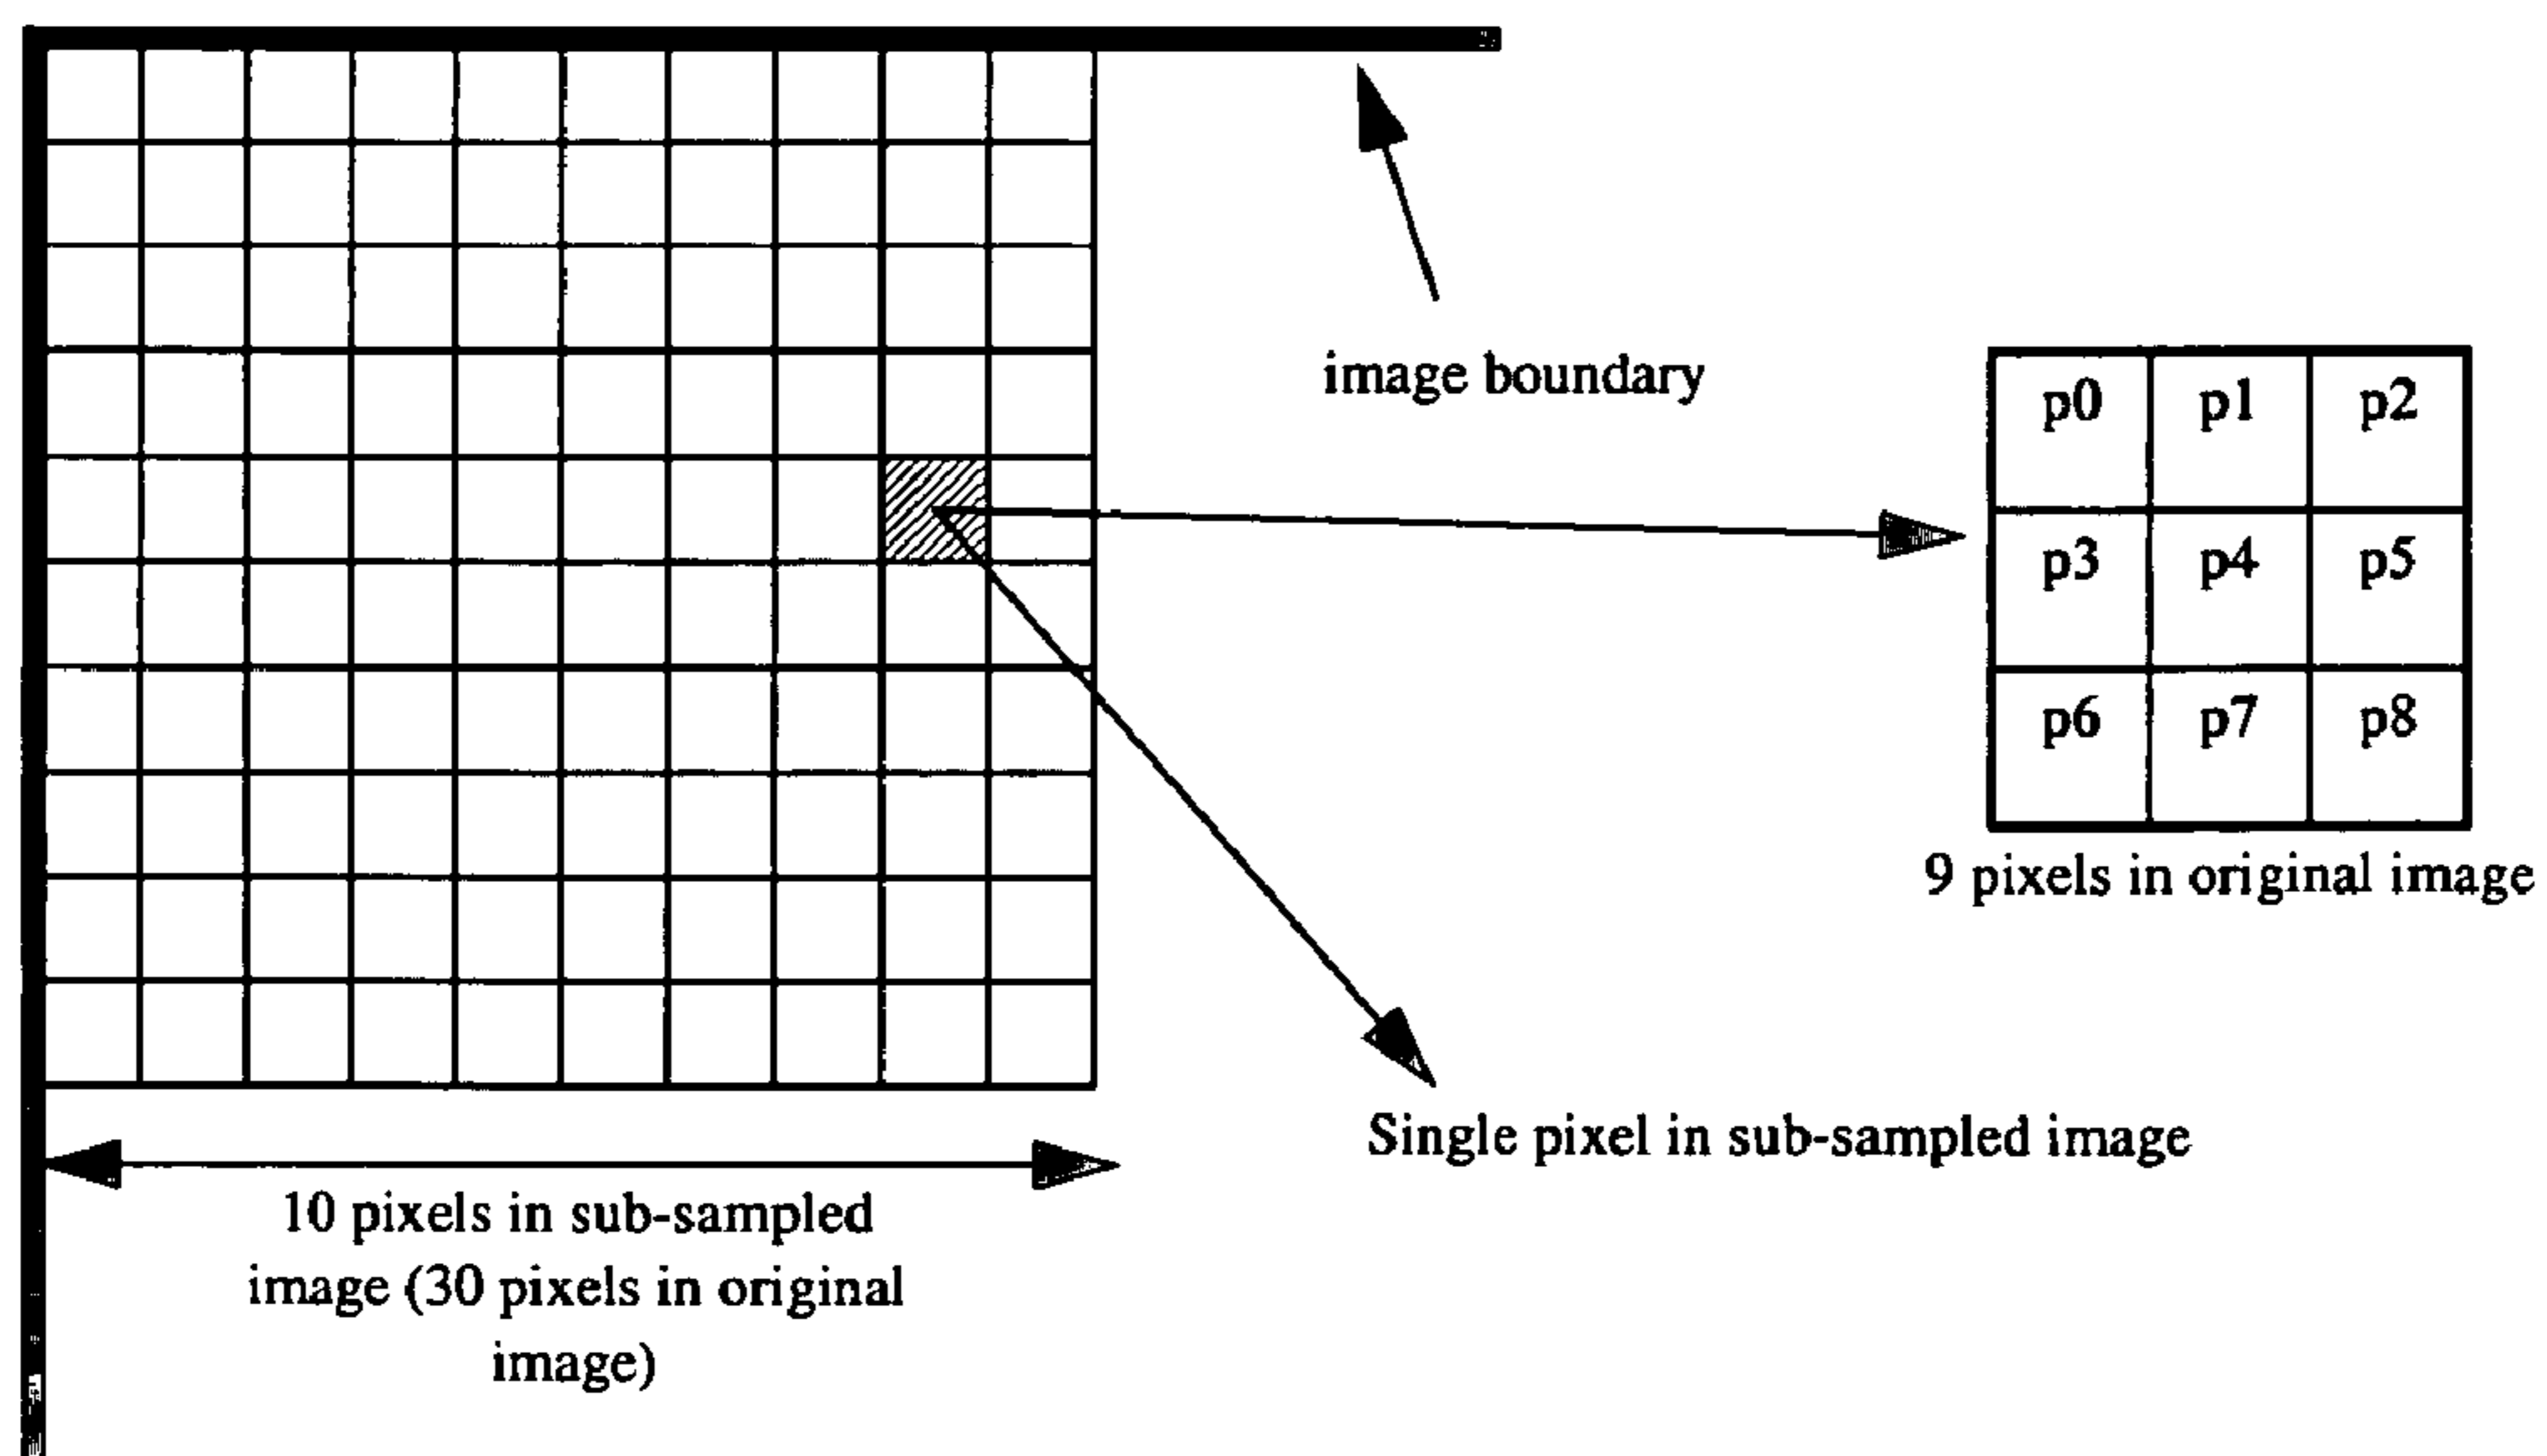 image boundary
p0 p1 p2
p3 p4 p5
p6 p7 p8
9 pixels in original image
Single pixel in sub-sampled image
10 pixels in sub-sampled
image (30 pixels in original
image)